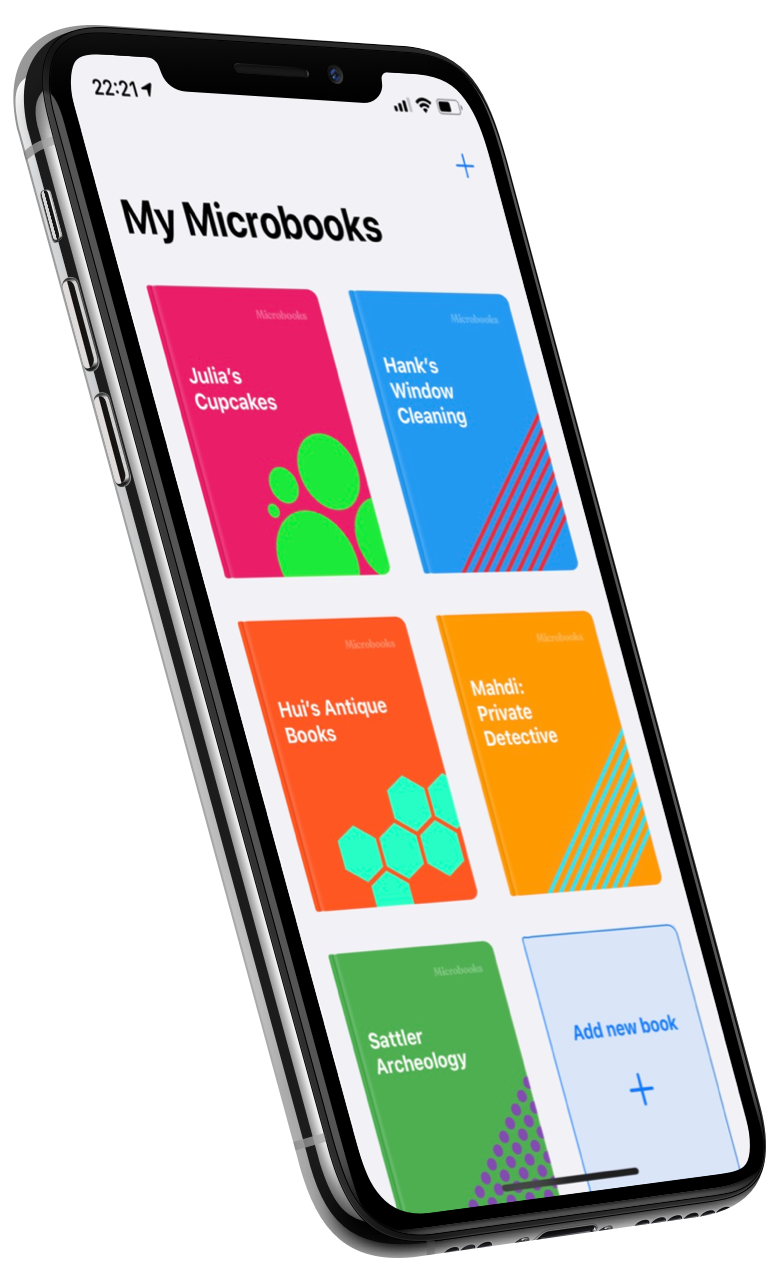 22:21
My Microbooks
Microbooks
Julia's
Cupcakes
Microbooks
Hank's
Window
Cleaning
Microbooks
Hui's Antique
Books
Microbooks
Mahdi:
Private
Detective
Microbooks
Sattler
Archeology
Add new book